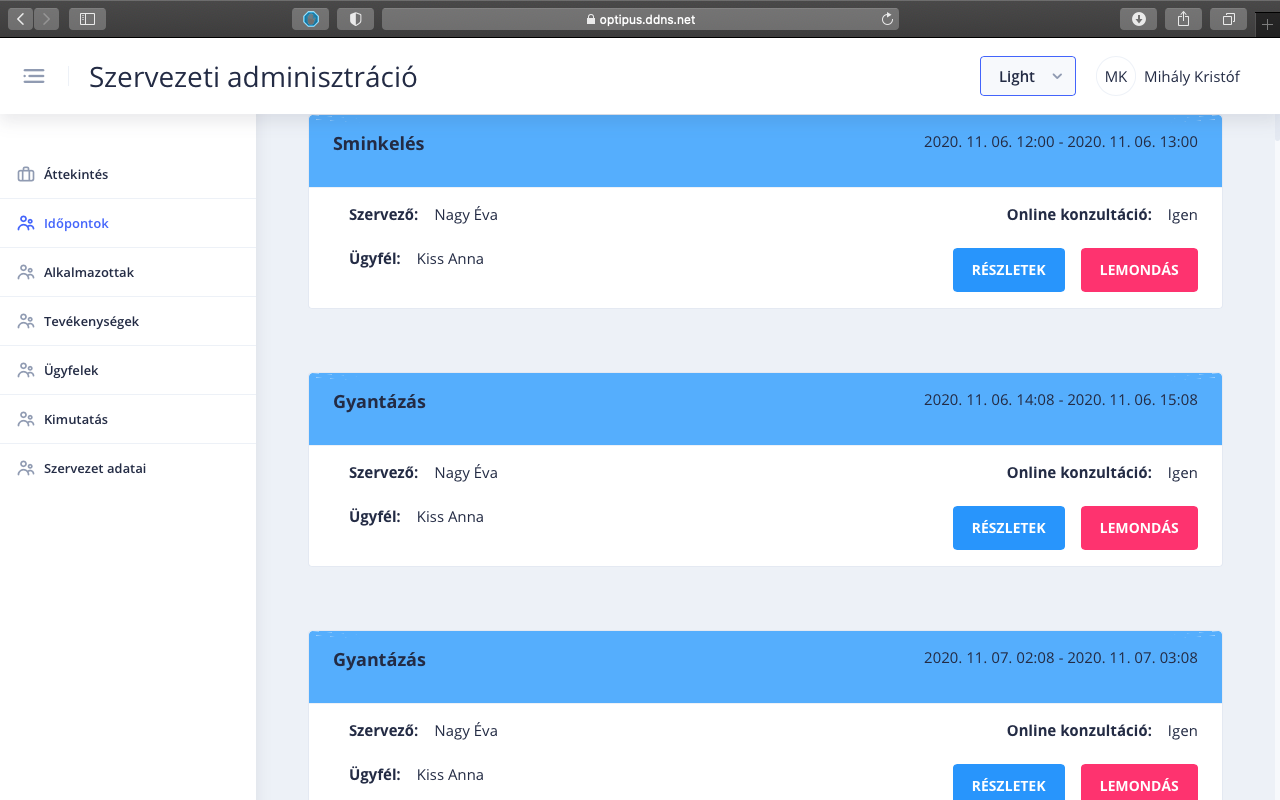 optipus.ddns.net
Szervezeti adminisztráció
Light
MK Mihály Kristóf
Áttekintés
Időpontok
Alkalmazottak
Tevékenységek
Ügyfelek
Kimutatás
Szervezet adatai
Sminkelés 2020. 11. 06. 12:00 - 2020. 11. 06. 13:00
Szervező: Nagy Éva Online konzultáció: Igen
Ügyfél: Kiss Anna RÉSZLETEK LEMONDÁS
Gyantázás 2020. 11. 06. 14:08 - 2020. 11. 06. 15:08
Szervező: Nagy Éva Online konzultáció: Igen
Ügyfél: Kiss Anna RÉSZLETEK LEMONDÁS
Gyantázás 2020. 11. 07. 02:08 - 2020. 11. 07. 03:08
Szervező: Nagy Éva Online konzultáció: Igen
Ügyfél: Kiss Anna RÉSZLETEK LEMONDÁS